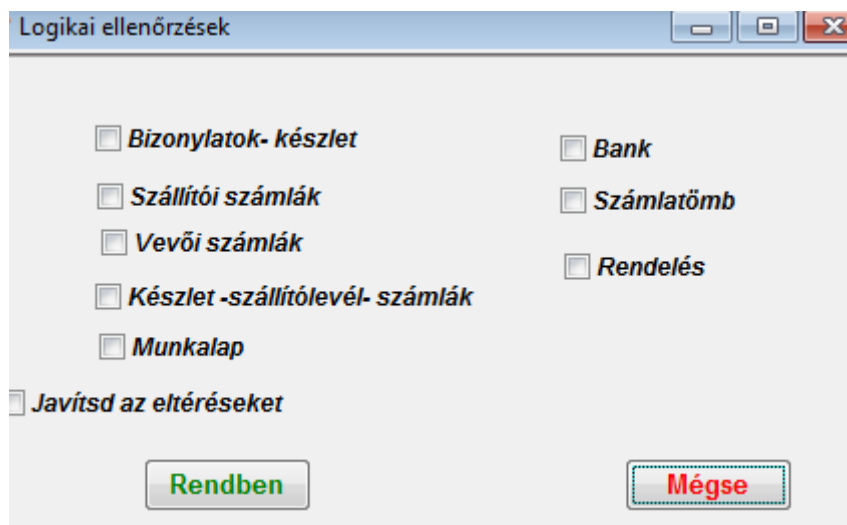 Logikai ellenőrzések
Bizonylatok- készlet
Bank
Szállítói számlák
Számlatömb
Vevői számlák
Rendelés
Készlet -szállítólevél- számlák
Munkalap
Javítsd az eltéréseket
Rendben
Mégse